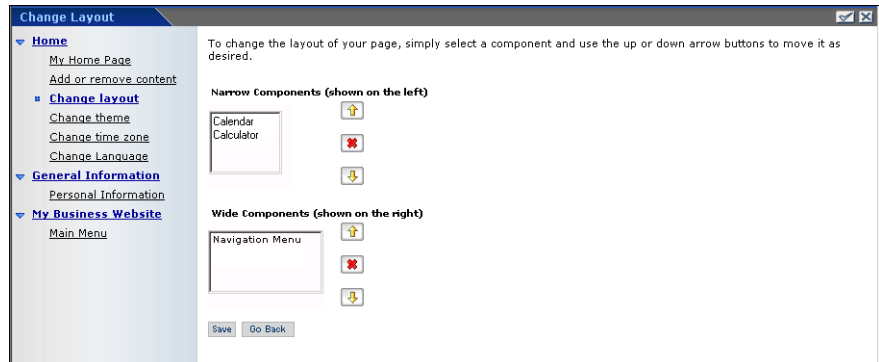 Change Layout
Home
My Home Page
Add or remove content
Change layout
Change theme
Change time zone
Change Language
General Information
Personal Information
My Business Website
Main Menu
To change the layout of your page, simply select a component and use the up or down arrow buttons to move it as
desired.
Narrow Components (shown on the left)
Calendar
Calculator
Wide Components (shown on the right)
Navigation Menu
Save
Go Back